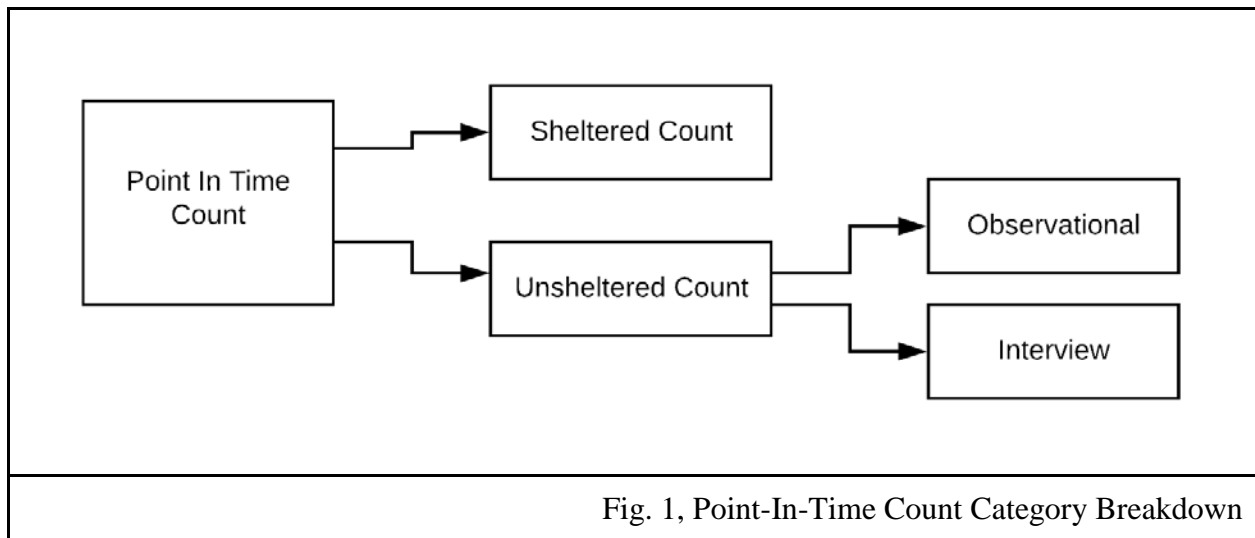 Point In Time
Count
Sheltered Count
Unsheltered Count
Observational
Interview
Fig. 1, Point-In-Time Count Category Breakdown